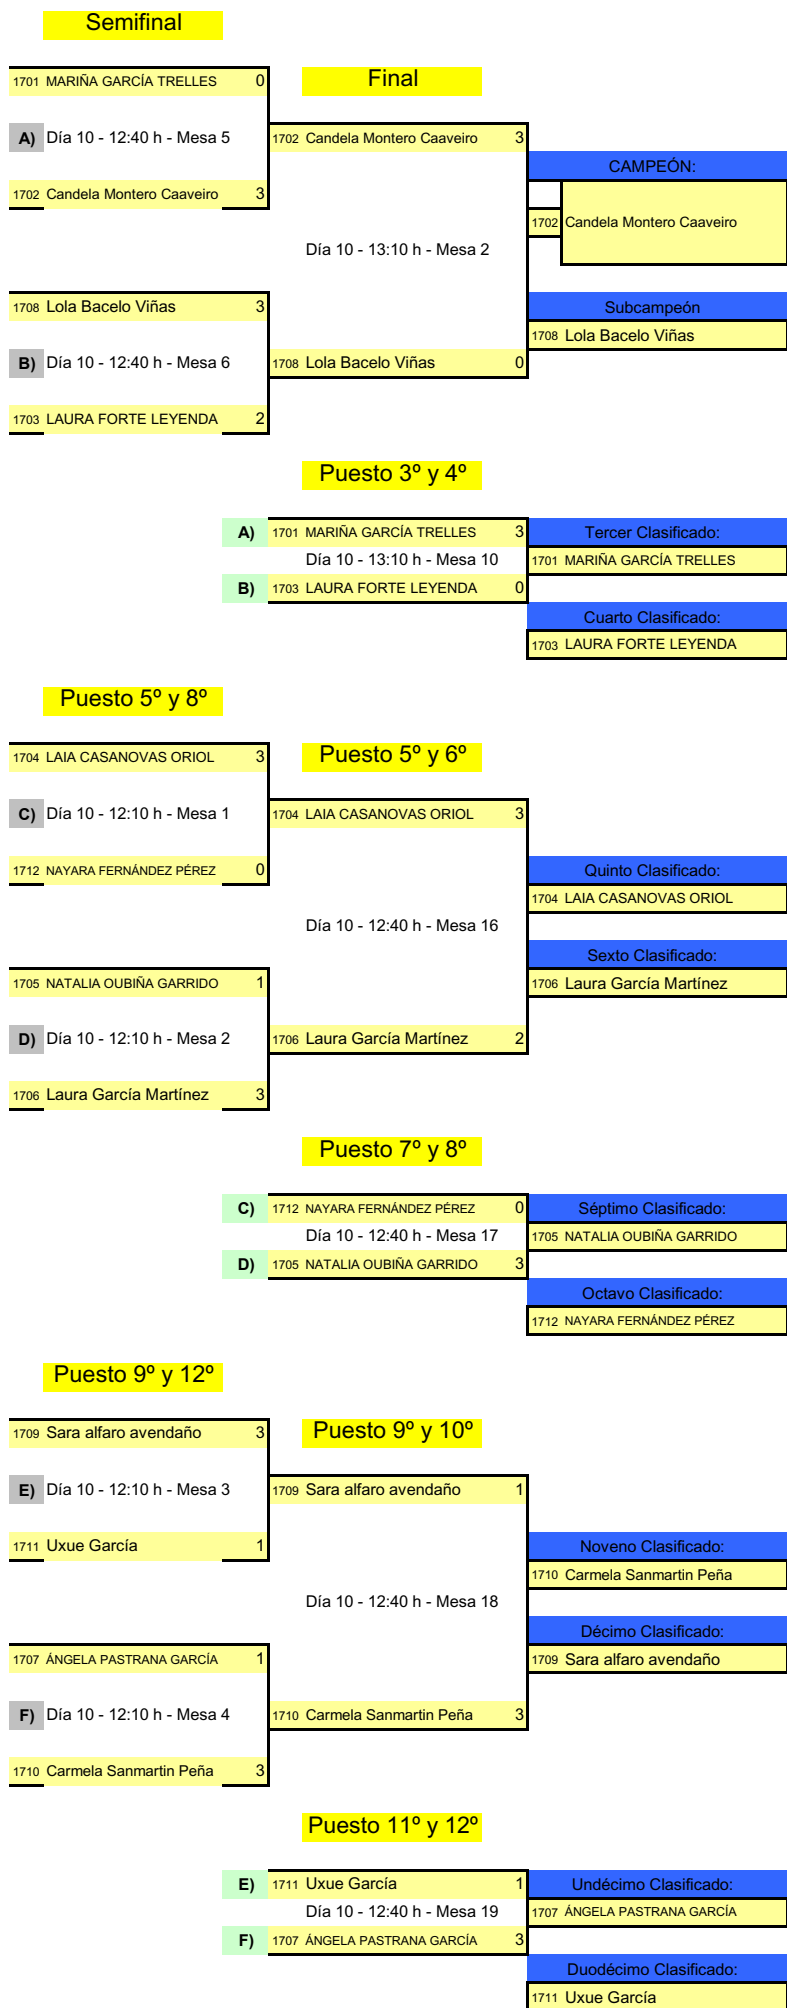 Semifinal
1701 MARIÑA GARCÍA TRELLES 0
Final
A) Día 10 - 12:40 h - Mesa 5
1702 Candela Montero Caaveiro 3
CAMPEÓN:
1702 Candela Montero Caaveiro 3
1702 Candela Montero Caaveiro
Día 10 - 13:10 h - Mesa 2
1708 Lola Bacelo Viñas 3
Subcampeón
1708 Lola Bacelo Viñas
B) Día 10 - 12:40 h - Mesa 6
1708 Lola Bacelo Viñas 0
1703 LAURA FORTE LEYENDA 2
Puesto 3º y 4º
A) 1701 MARIÑA GARCÍA TRELLES 3
Tercer Clasificado:
Día 10 - 13:10 h - Mesa 10
1701 MARIÑA GARCÍA TRELLES
B) 1703 LAURA FORTE LEYENDA 0
Cuarto Clasificado:
1703 LAURA FORTE LEYENDA
Puesto 5º y 8º
1704 LAIA CASANOVAS ORIOL 3
Puesto 5º y 6º
C) Día 10 - 12:10 h - Mesa 1
1704 LAIA CASANOVAS ORIOL 3
1712 NAYARA FERNÁNDEZ PÉREZ 0
Quinto Clasificado:
1704 LAIA CASANOVAS ORIOL
Día 10 - 12:40 h - Mesa 16
Sexto Clasificado:
1705 NATALIA OUBIÑA GARRIDO 1
1706 Laura García Martínez
D) Día 10 - 12:10 h - Mesa 2
1706 Laura García Martínez 2
1706 Laura García Martínez 3
Puesto 7º y 8º
C) 1712 NAYARA FERNÁNDEZ PÉREZ 0
Séptimo Clasificado:
Día 10 - 12:40 h - Mesa 17
1705 NATALIA OUBIÑA GARRIDO
D) 1705 NATALIA OUBIÑA GARRIDO 3
Octavo Clasificado:
1712 NAYARA FERNÁNDEZ PÉREZ
Puesto 9º y 12º
1709 Sara alfaro avendaño 3
Puesto 9º y 10º
E) Día 10 - 12:10 h - Mesa 3
1709 Sara alfaro avendaño 1
1711 Uxue García 1
Noveno Clasificado:
1710 Carmela Sanmartin Peña
Día 10 - 12:40 h - Mesa 18
Décimo Clasificado:
1707 ÁNGELA PASTRANA GARCÍA 1
1709 Sara alfaro avendaño
F) Día 10 - 12:10 h - Mesa 4
1710 Carmela Sanmartin Peña 3
1710 Carmela Sanmartin Peña 3
Puesto 11º y 12º
E) 1711 Uxue García 1
Undécimo Clasificado:
Día 10 - 12:40 h - Mesa 19
1707 ÁNGELA PASTRANA GARCÍA
F) 1707 ÁNGELA PASTRANA GARCÍA 3
Duodécimo Clasificado:
1711 Uxue García